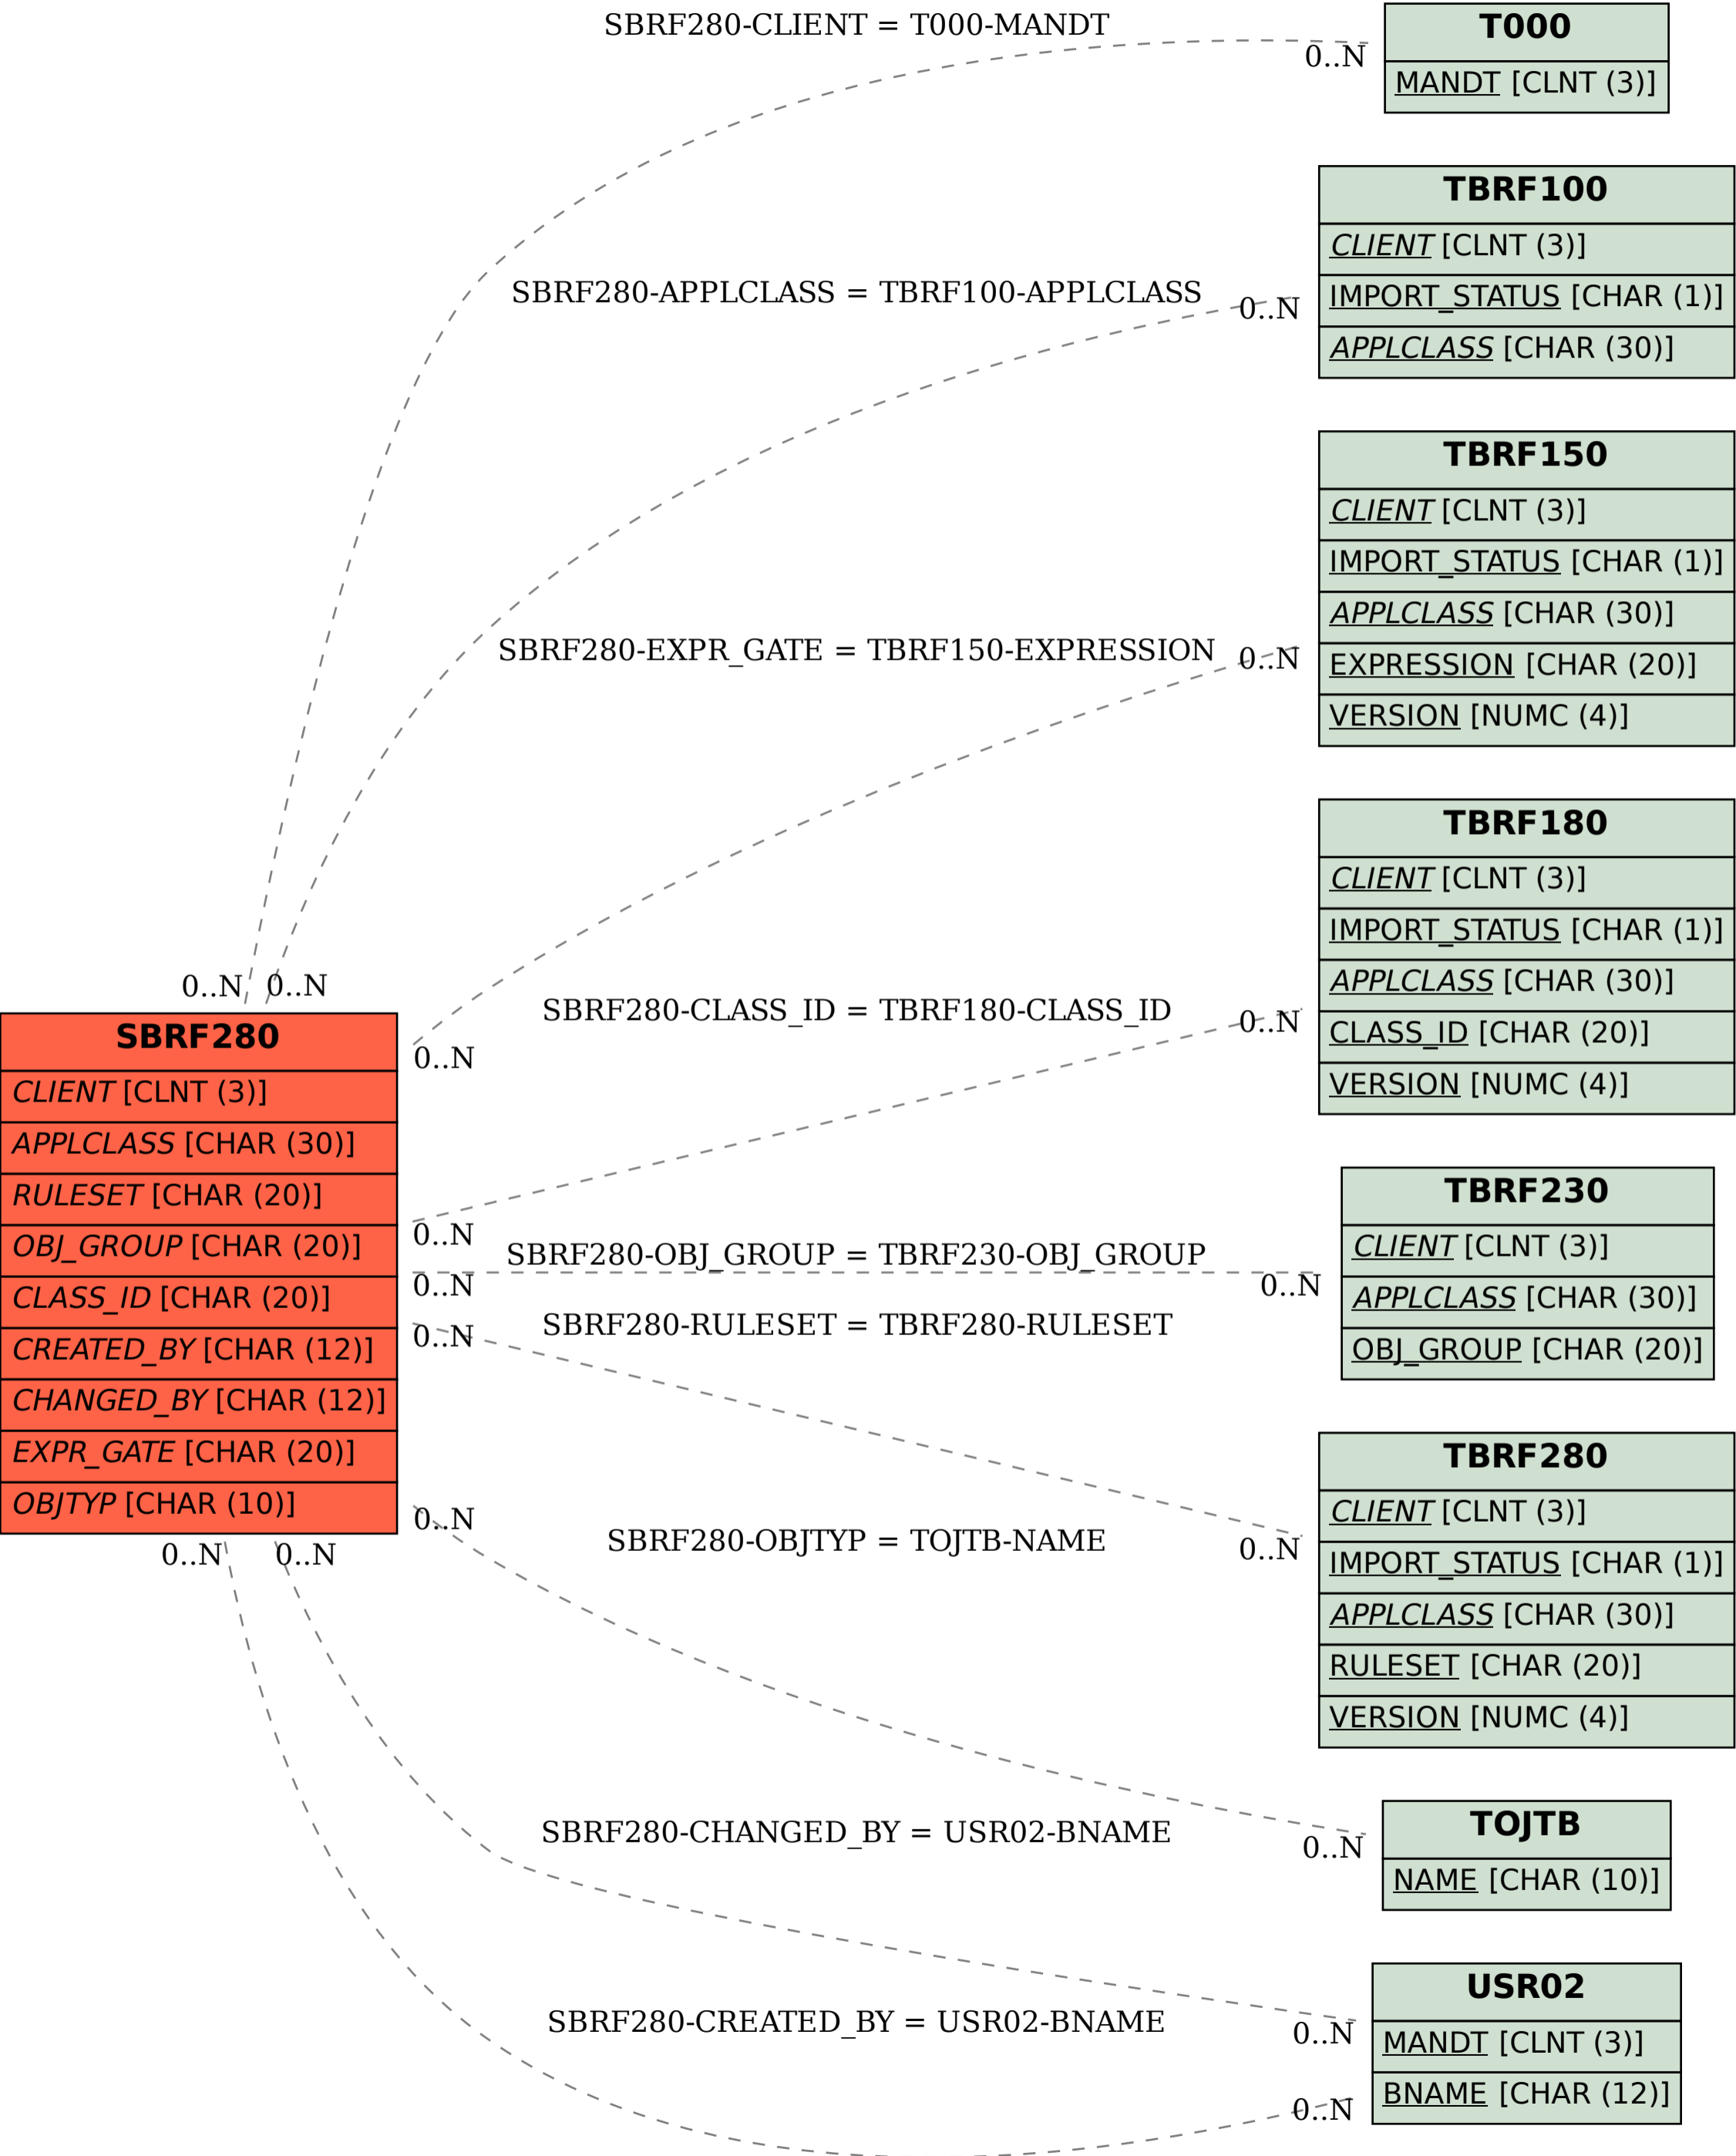 SBRF280-CLIENT = T000-MANDT
0..N
T000
MANDT [CLNT (3)]
TBRF100
CLIENT [CLNT (3)]
IMPORT_STATUS [CHAR (1)]
APPLCLASS [CHAR (30)]
SBRF280-APPLCLASS = TBRF100-APPLCLASS
0..N
TBRF150
CLIENT [CLNT (3)]
IMPORT_STATUS [CHAR (1)]
APPLCLASS [CHAR (30)]
EXPRESSION [CHAR (20)]
VERSION [NUMC (4)]
SBRF280-EXPR_GATE = TBRF150-EXPRESSION
0..N
TBRF180
CLIENT [CLNT (3)]
IMPORT_STATUS [CHAR (1)]
APPLCLASS [CHAR (30)]
CLASS_ID [CHAR (20)]
VERSION [NUMC (4)]
0..N
0..N
SBRF280-CLASS_ID = TBRF180-CLASS_ID
0..N
SBRF280
CLIENT [CLNT (3)]
APPLCLASS [CHAR (30)]
RULESET [CHAR (20)]
OBJ_GROUP [CHAR (20)]
CLASS_ID [CHAR (20)]
CREATED_BY [CHAR (12)]
CHANGED_BY [CHAR (12)]
EXPR_GATE [CHAR (20)]
OBJTYP [CHAR (10)]
0..N
0..N
SBRF280-OBJ_GROUP = TBRF230-OBJ_GROUP
0..N
0..N
TBRF230
CLIENT [CLNT (3)]
APPLCLASS [CHAR (30)]
OBJ_GROUP [CHAR (20)]
SBRF280-RULESET = TBRF280-RULESET
0..N
0..N
TBRF280
CLIENT [CLNT (3)]
IMPORT_STATUS [CHAR (1)]
APPLCLASS [CHAR (30)]
RULESET [CHAR (20)]
VERSION [NUMC (4)]
0..N
SBRF280-OBJTYP = TOJTB-NAME
0..N
0..N
0..N
TOJTB
NAME [CHAR (10)]
SBRF280-CHANGED_BY = USR02-BNAME
0..N
USR02
MANDT [CLNT (3)]
BNAME [CHAR (12)]
SBRF280-CREATED_BY = USR02-BNAME
0..N
0..N